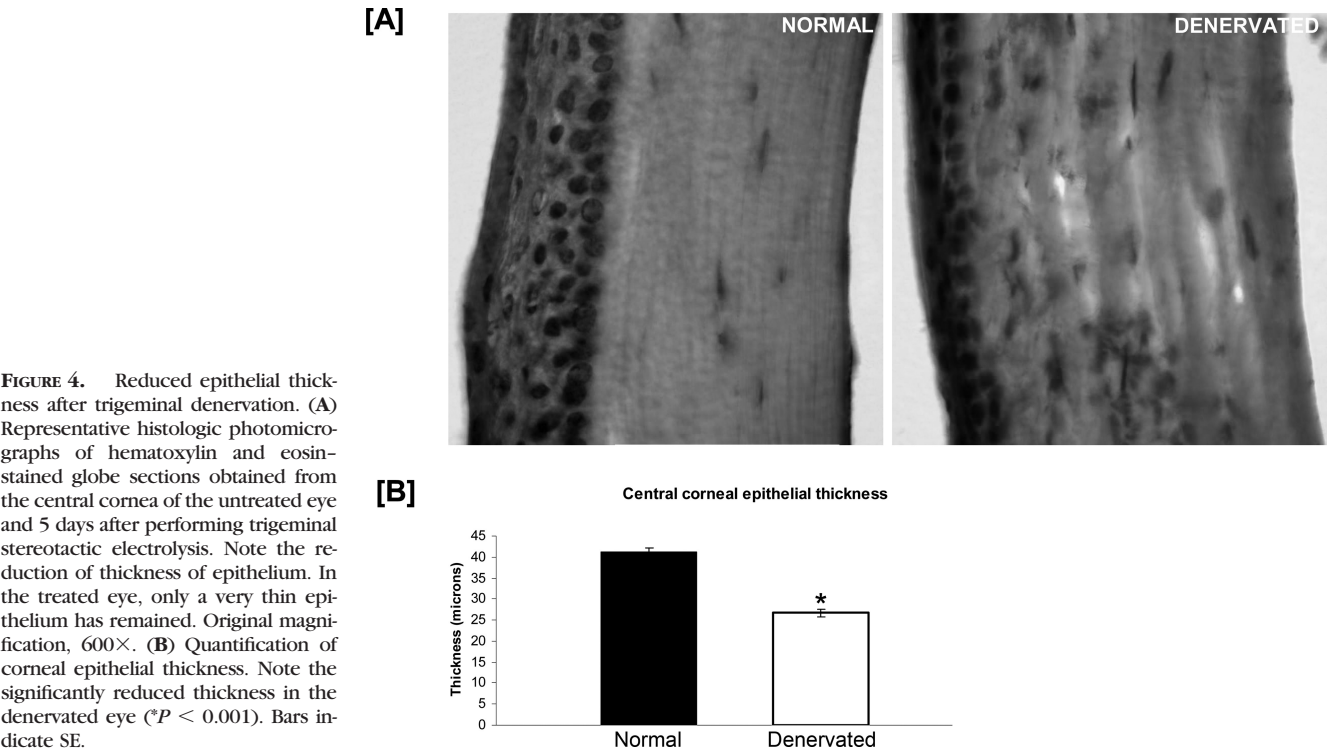 [A]
NORMAL
DENERVATED
FIGURE 4. Reduced epithelial thick-
ness after trigeminal denervation. (A)
Representative histologic photomicro-
graphs of hematoxylin and eosin–
stained globe sections obtained from
the central cornea of the untreated eye
and 5 days after performing trigeminal
stereotactic electrolysis. Note the re-
duction of thickness of epithelium. In
the treated eye, only a very thin epi-
thelium has remained. Original magni-
fication, 600×. (B) Quantification of
corneal epithelial thickness. Note the
significantly reduced thickness in the
denervated eye (*P < 0.001). Bars in-
dicate SE.
[B]
Central corneal epithelial thickness
Thickness (microns)
45
40
35
30
25
20
15
10
5
0
*
Normal
Denervated